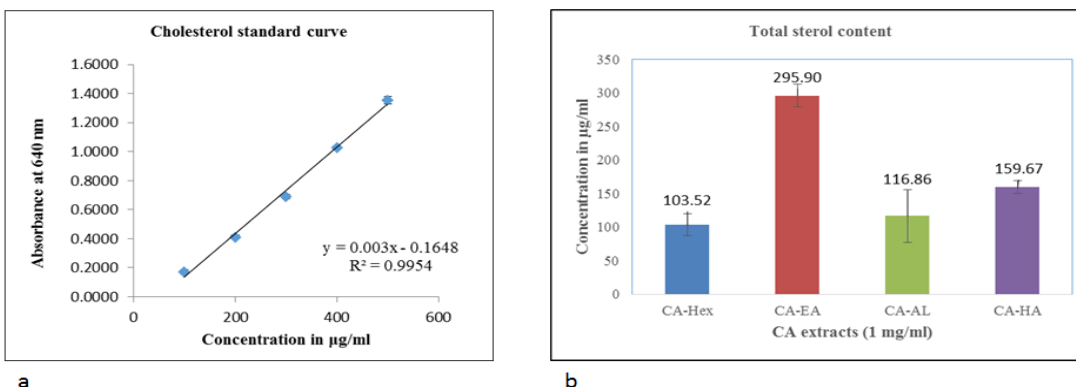 Cholesterol standard curve
1.6000
1.4000
1.2000
1.0000
0.8000
0.6000
0.4000
0.2000
0.0000
Absorbance at 640 nm
y = 0.003x - 0.1648
R² = 0.9954
0 200 400 600
Concentration in µg/ml
a
Total sterol content
350
300
250
200
150
100
50
0
Concentration in µg/ml
103.52
295.90
116.86
159.67
CA-Hex CA-EA CA-AL CA-HA
CA extracts (1 mg/ml)
b